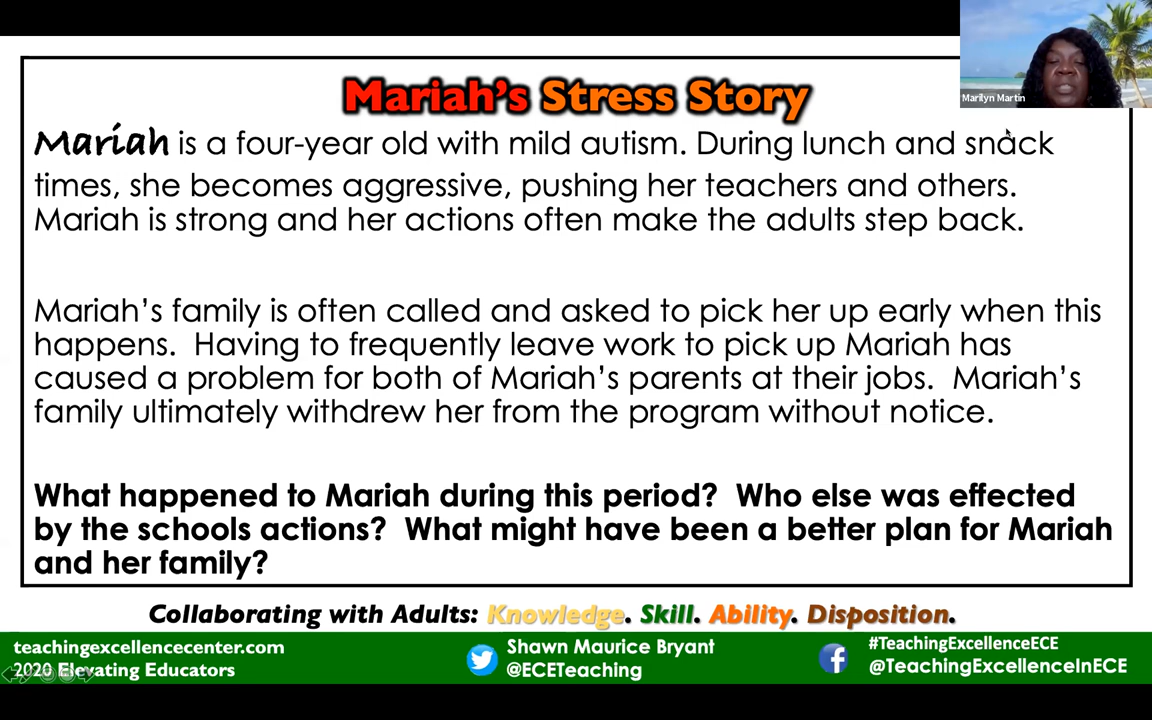 Marilyn Martin
Mariah's Stress Story
Mariah is a four-year old with mild autism. During lunch and snack
times, she becomes aggressive, pushing her teachers and others.
Mariah is strong and her actions often make the adults step back.
Mariah's family is often called and asked to pick her up early when this
happens.  Having to frequently leave work to pick up Mariah has
caused a problem for both of Mariah's parents at their jobs.  Mariah's
family ultimately withdrew her from the program without notice.
What happened to Mariah during this period?  Who else was effected
by the schools actions?  What might have been a better plan for Mariah
and her family?
Collaborating with Adults: Knowledge. Skill. Ability. Disposition.
teachingexcellencecenter.com
2020 Elevating Educators
Shawn Maurice Bryant
@ECETeaching
#TeachingExcellenceECE
@TeachingExcellenceInECE